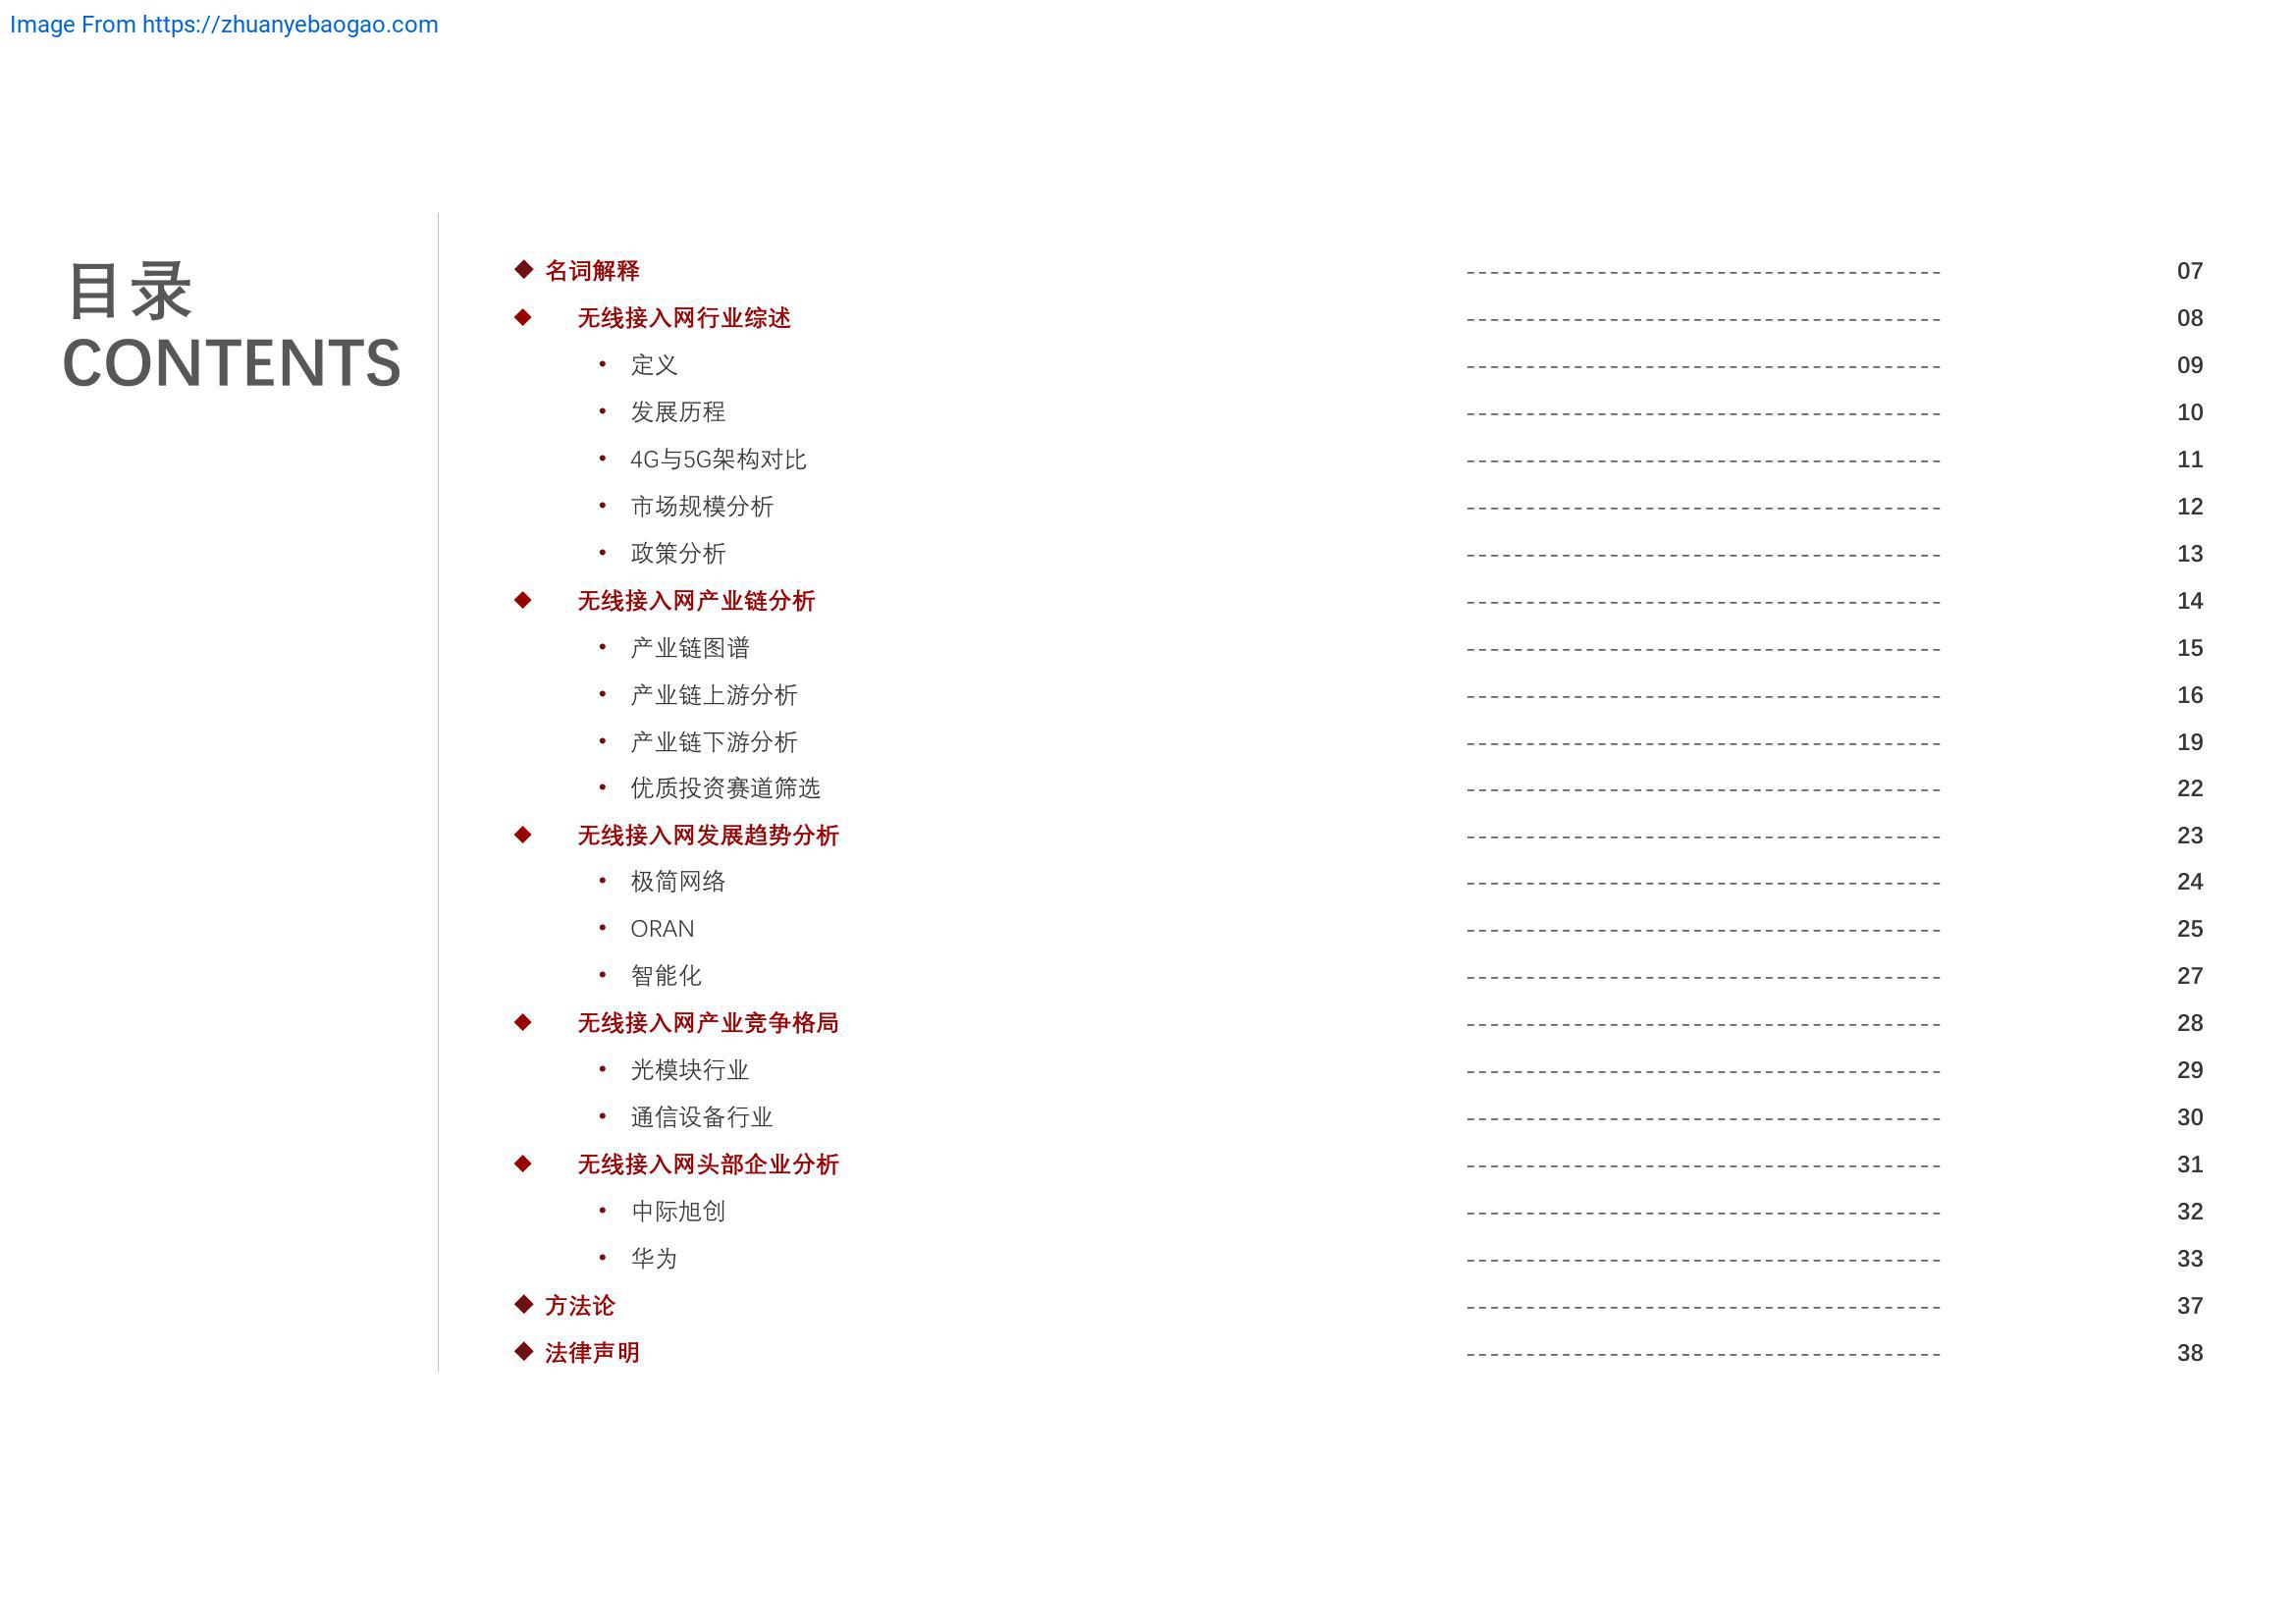 Image From https://zhuanyebaogao.com
目录
CONTENTS
◆ 名词解释 ---------------------------------------- 07
◆ 无线接入网行业综述 ---------------------------------------- 08
• 定义 ---------------------------------------- 09
• 发展历程 ---------------------------------------- 10
• 4G与5G架构对比 ---------------------------------------- 11
• 市场规模分析 ---------------------------------------- 12
• 政策分析 ---------------------------------------- 13
◆ 无线接入网产业链分析 ---------------------------------------- 14
• 产业链图谱 ---------------------------------------- 15
• 产业链上游分析 ---------------------------------------- 16
• 产业链下游分析 ---------------------------------------- 19
• 优质投资赛道筛选 ---------------------------------------- 22
◆ 无线接入网发展趋势分析 ---------------------------------------- 23
• 极简网络 ---------------------------------------- 24
• ORAN ---------------------------------------- 25
• 智能化 ---------------------------------------- 27
◆ 无线接入网产业竞争格局 ---------------------------------------- 28
• 光模块行业 ---------------------------------------- 29
• 通信设备行业 ---------------------------------------- 30
◆ 无线接入网头部企业分析 ---------------------------------------- 31
• 中际旭创 ---------------------------------------- 32
• 华为 ---------------------------------------- 33
◆ 方法论 ---------------------------------------- 37
◆ 法律声明 ---------------------------------------- 38